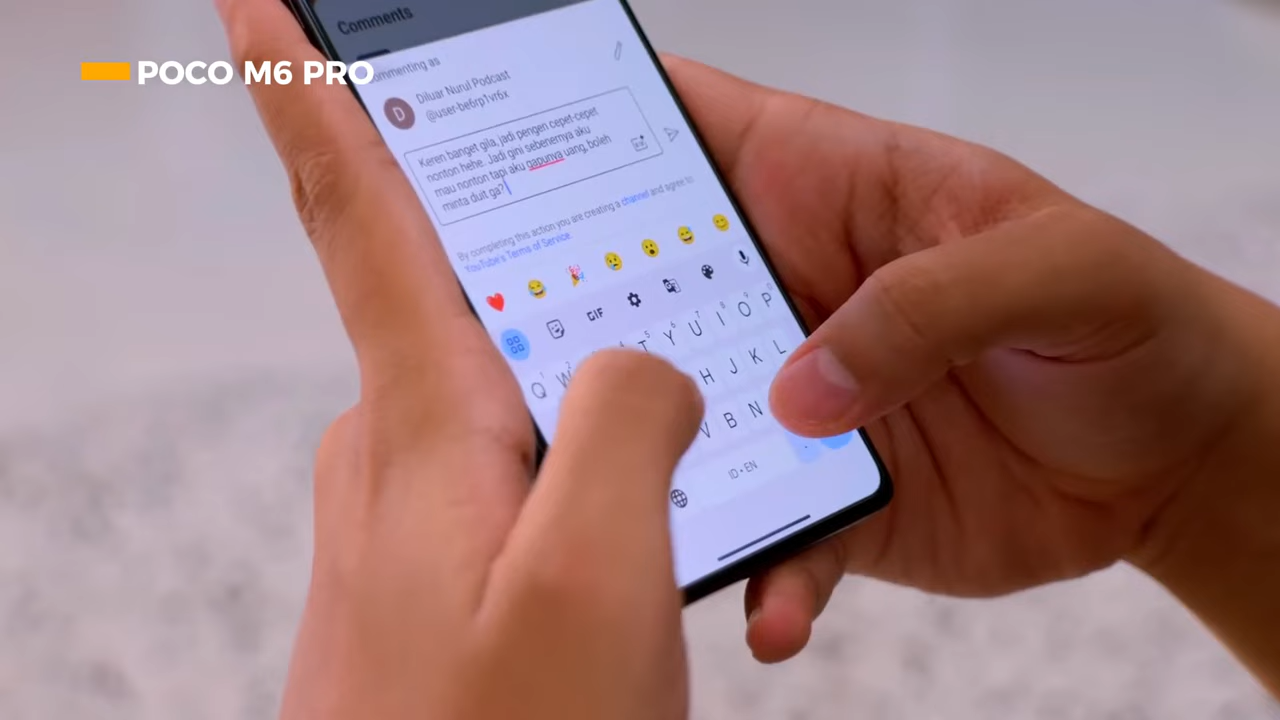 POCO M6 PRO
Comments
commenting as
Diluar Nurul Podcast
@user-be6rp1vr6x
D
Keren banget gila, jadi pengen cepet-cepet
nonton hehe. Jadi gini sebenernya aku
mau nonton tapi aku gapunya uang, boleh
minta duit ga?
By completing this action you are creating a channel and agree to
YouTube's Terms of Service.
GIF
Q W T Y U I O P
H J K L
V B N
ID • EN